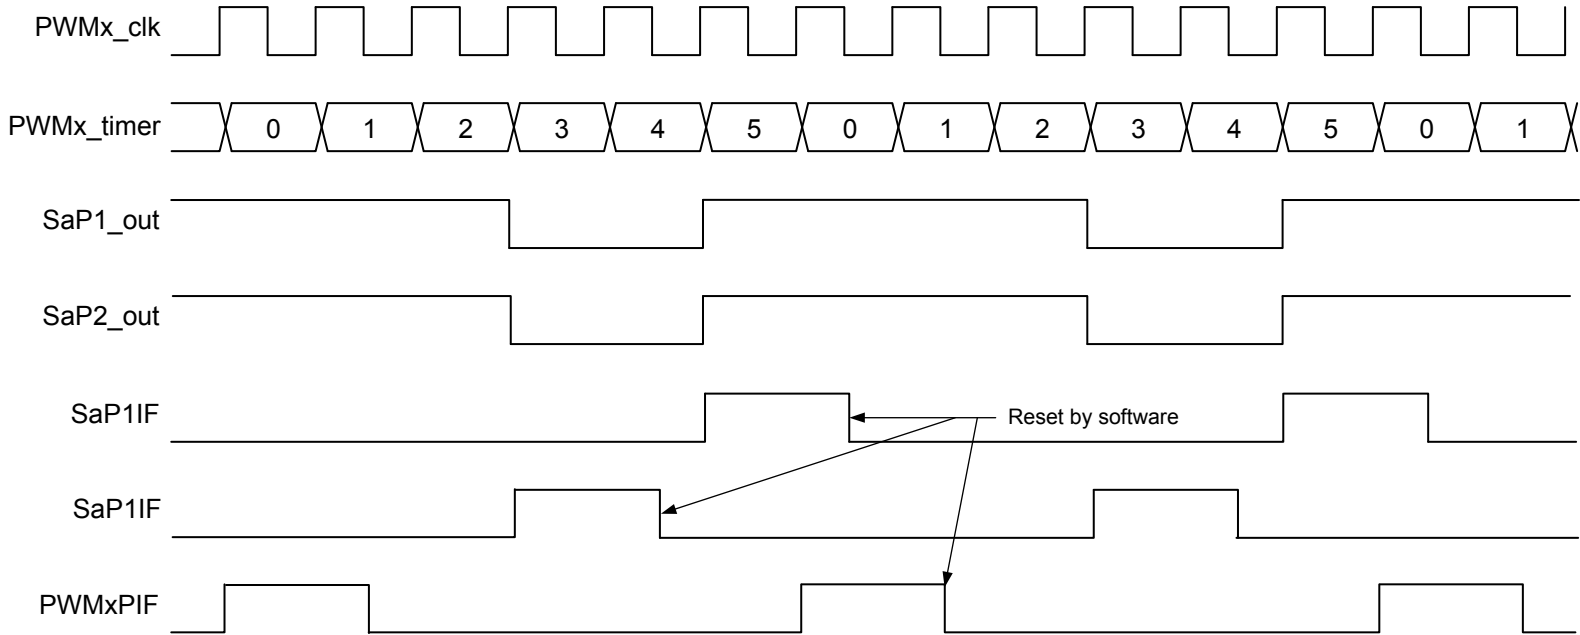 PWMx_clk
PWMx_timer 0 1 2 3 4 5 0 1 2 3 4 5 0 1
SaP1_out
SaP2_out
SaP1IF Reset by software
SaP1IF
PWMxPIF